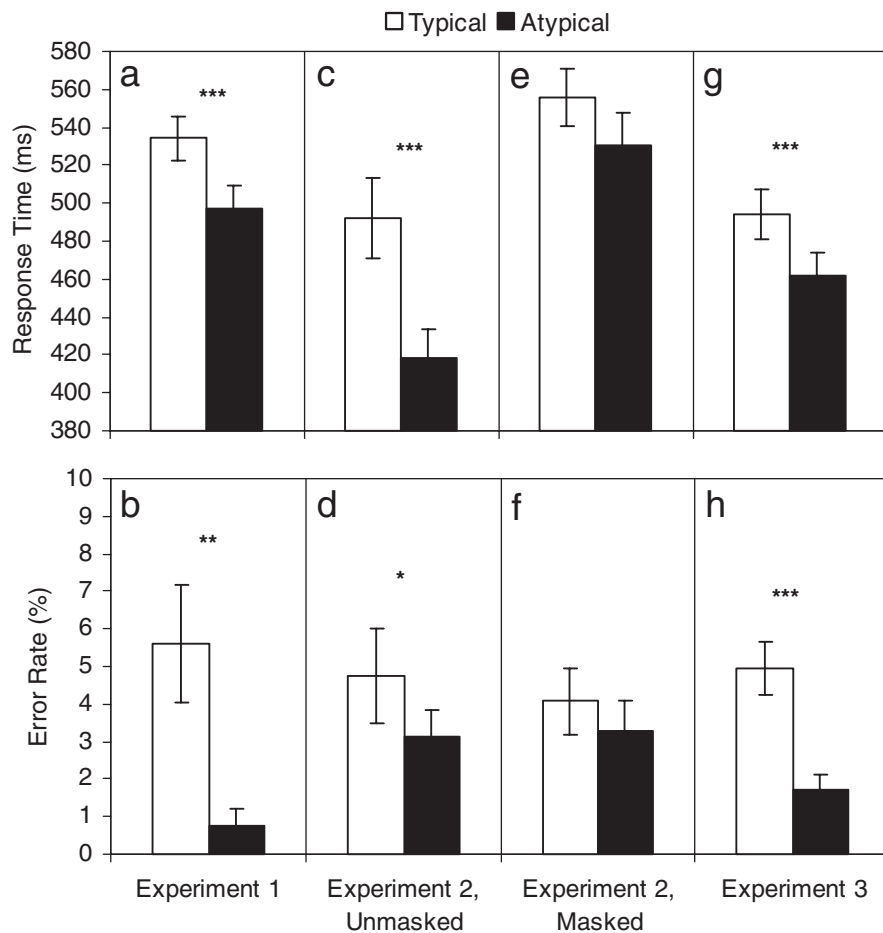 Typical Atypical
580
560
540
520
500
480
460
440
420
400
380
Response Time (ms)
a
***
c
***
e
g
***
10
9
8
7
6
5
4
3
2
1
0
Error Rate (%)
b
**
d
*
f
h
***
Experiment 1
Experiment 2,
Unmasked
Experiment 2,
Masked
Experiment 3